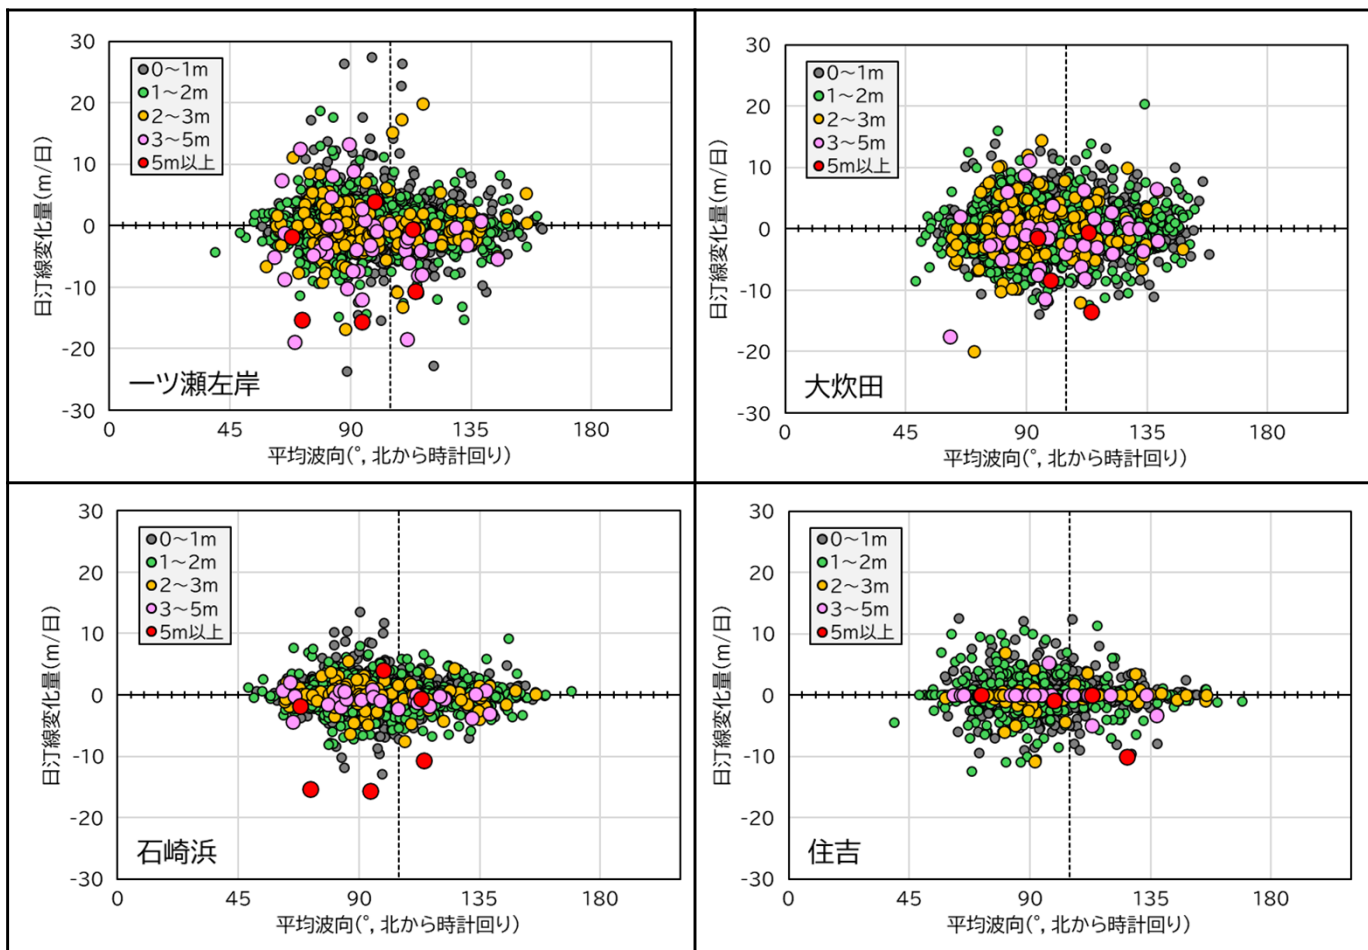 30
20
10
0
-10
-20
-30
日汀線変化量(m/日)
0～1m
1～2m
2～3m
3～5m
5m以上
一ツ瀬左岸
0 45 90 135 180
平均波向(°, 北から時計回り)
30
20
10
0
-10
-20
-30
日汀線変化量(m/日)
0～1m
1～2m
2～3m
3～5m
5m以上
大炊田
0 45 90 135 180
平均波向(°, 北から時計回り)
30
20
10
0
-10
-20
-30
日汀線変化量(m/日)
0～1m
1～2m
2～3m
3～5m
5m以上
石崎浜
0 45 90 135 180
平均波向(°, 北から時計回り)
30
20
10
0
-10
-20
-30
日汀線変化量(m/日)
0～1m
1～2m
2～3m
3～5m
5m以上
住吉
0 45 90 135 180
平均波向(°, 北から時計回り)